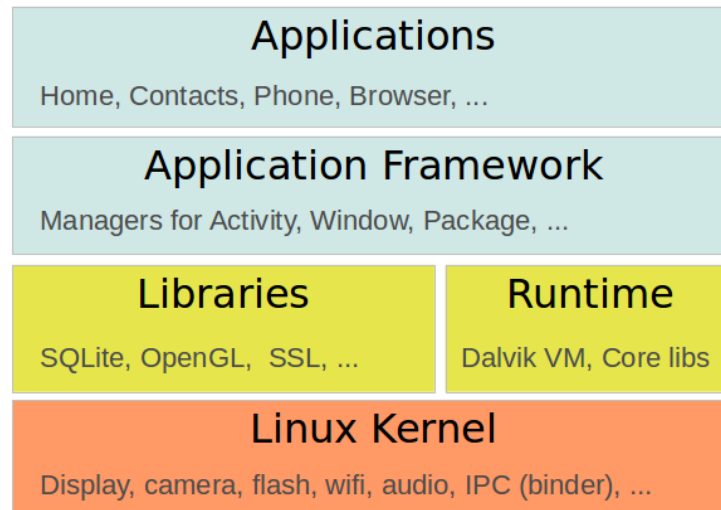 Applications
Home, Contacts, Phone, Browser, ...
Application Framework
Managers for Activity, Window, Package, ...
Libraries
SQLite, OpenGL, SSL, ...
Runtime
Dalvik VM, Core libs
Linux Kernel
Display, camera, flash, wifi, audio, IPC (binder), ...